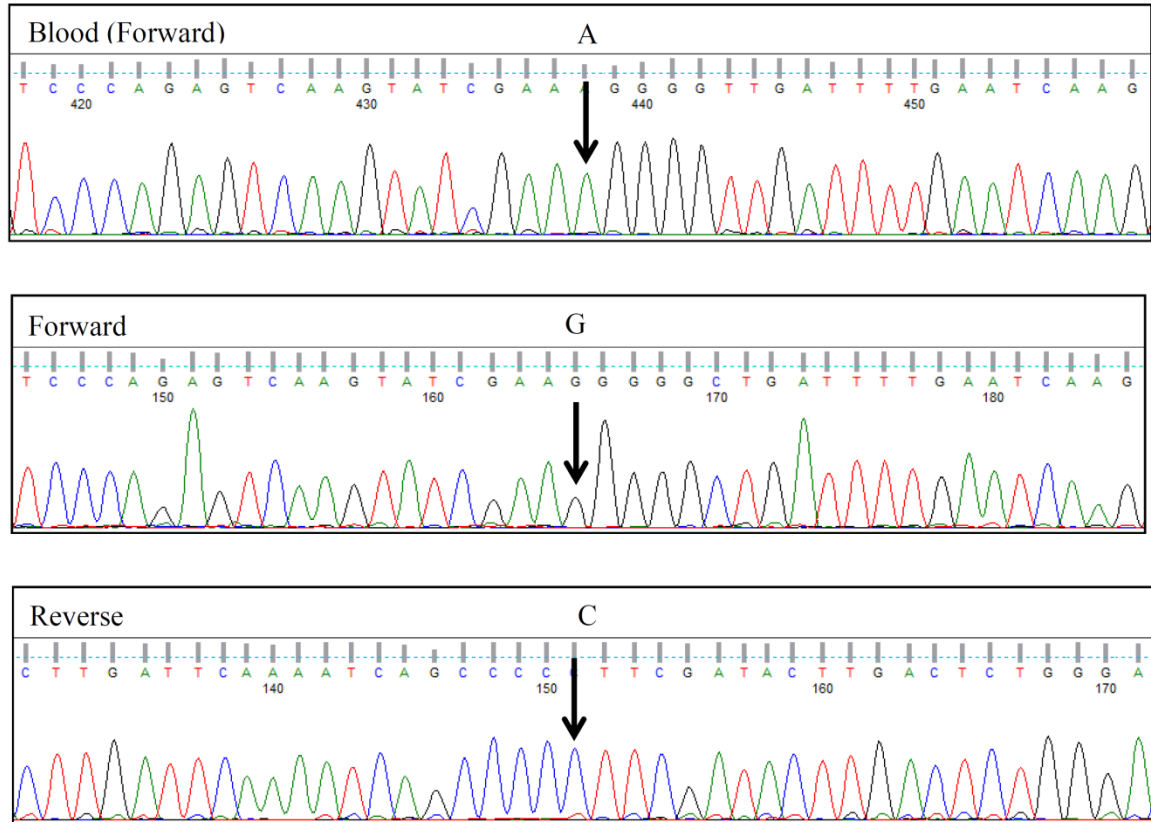 Blood (Forward)
A
T C C C A G A G T C A A G T A T C G A A A G G G G T T G A T T T T G A A T C A A G
420 430 440 450
Forward
G
T C C C A G A G T C A A G T A T C G A A G G G G G C T G A T T T T G A A T C A A G
150 160 170 180
Reverse
C
C T T G A T T C A A A A T C A G C C C C C T T C G A T A C T T G A C T C T G G G A
140 150 160 170